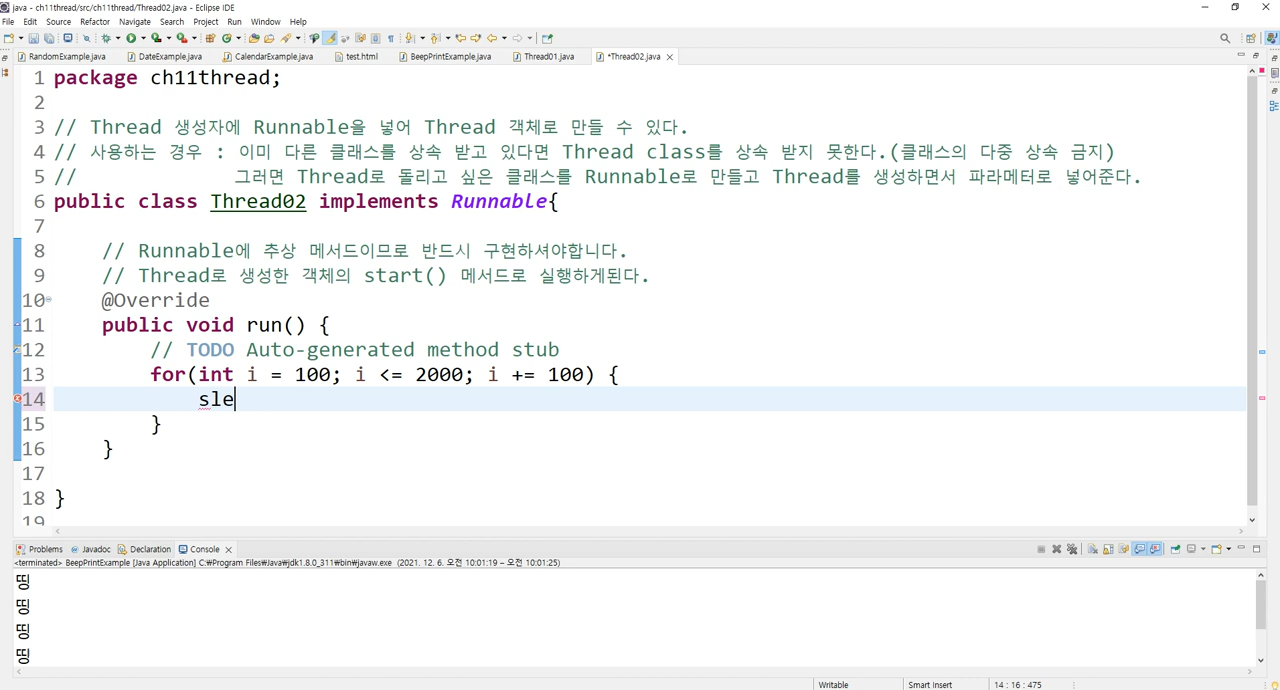 java - ch11thread/src/ch11thread/Thread02.java - Eclipse IDE
File Edit Source Refactor Navigate Search Project Run Window Help
RandomExample.java DateExample.java CalendarExample.java test.html BeepPrintExample.java Thread01.java *Thread02.java
1 package ch11thread;
2
3 // Thread 생성자에 Runnable을 넣어 Thread 객체로 만들 수 있다.
4 // 사용하는 경우 : 이미 다른 클래스를 상속 받고 있다면 Thread class를 상속 받지 못한다.(클래스의 다중 상속 금지)
5 // 그러면 Thread로 돌리고 싶은 클래스를 Runnable로 만들고 Thread를 생성하면서 파라메터로 넣어준다.
6 public class Thread02 implements Runnable{
7
8 // Runnable에 추상 메서드이므로 반드시 구현하셔야합니다.
9 // Thread로 생성한 객체의 start() 메서드로 실행하게된다.
10 @Override
11 public void run() {
12 // TODO Auto-generated method stub
13 for(int i = 100; i <= 2000; i += 100) {
14 sle
15 }
16 }
17
18 }
19
Problems Javadoc Declaration Console
<terminated> BeepPrintExample [Java Application] C:₩Program Files₩Java₩jdk1.8.0_311₩bin₩javaw.exe (2021. 12. 6. 오전 10:01:19 – 오전 10:01:25)
띵
띵
띵
띵
Writable Smart Insert 14 : 16 : 475